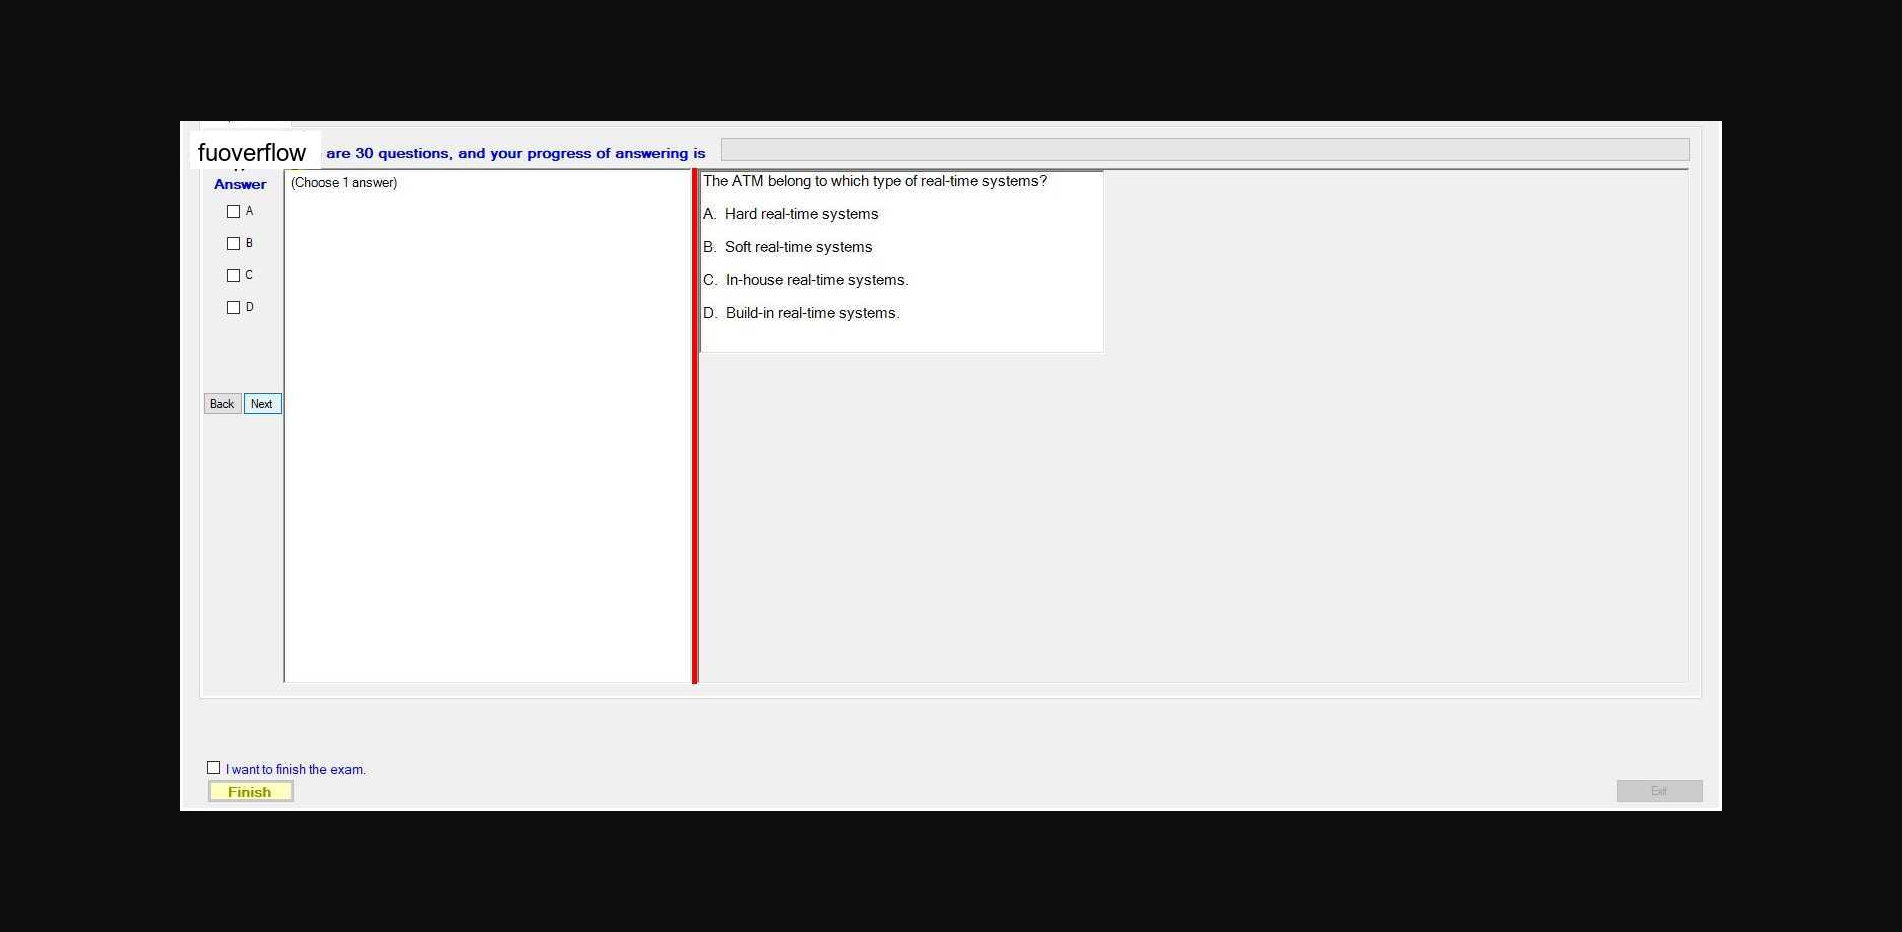 fuoverflow are 30 questions, and your progress of answering is
Answer
(Choose 1 answer)
A
B
C
D
Back Next
The ATM belong to which type of real-time systems?
A. Hard real-time systems
B. Soft real-time systems
C. In-house real-time systems.
D. Build-in real-time systems.
I want to finish the exam.
Finish
Exit